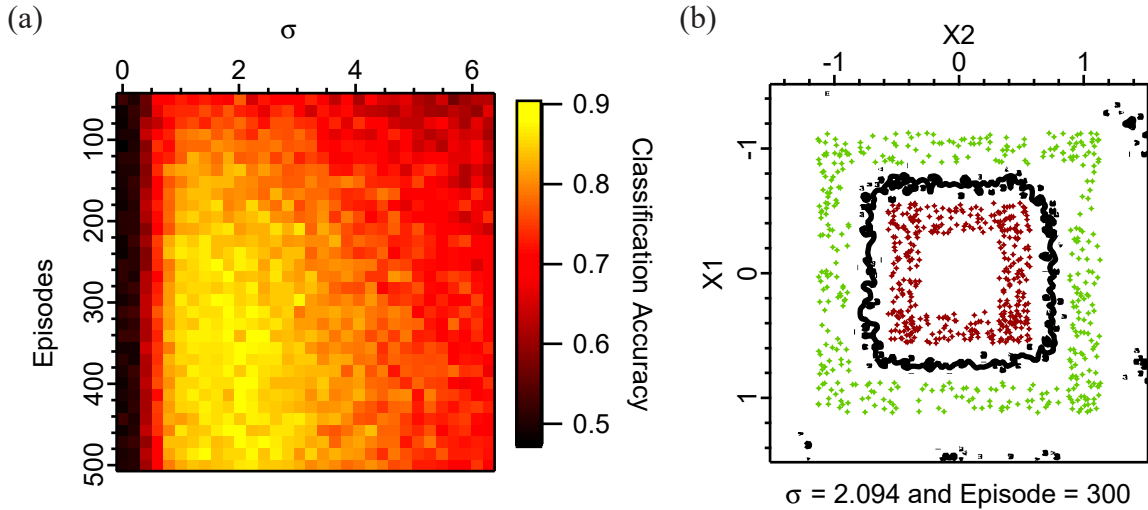 (a)
σ
0 2 4 6
100
200
300
400
500
Episodes
0.9
0.8
0.7
0.6
0.5
Classification Accuracy
(b)
X2
-1 0 1
-1
0
1
X1
σ = 2.094 and Episode = 300